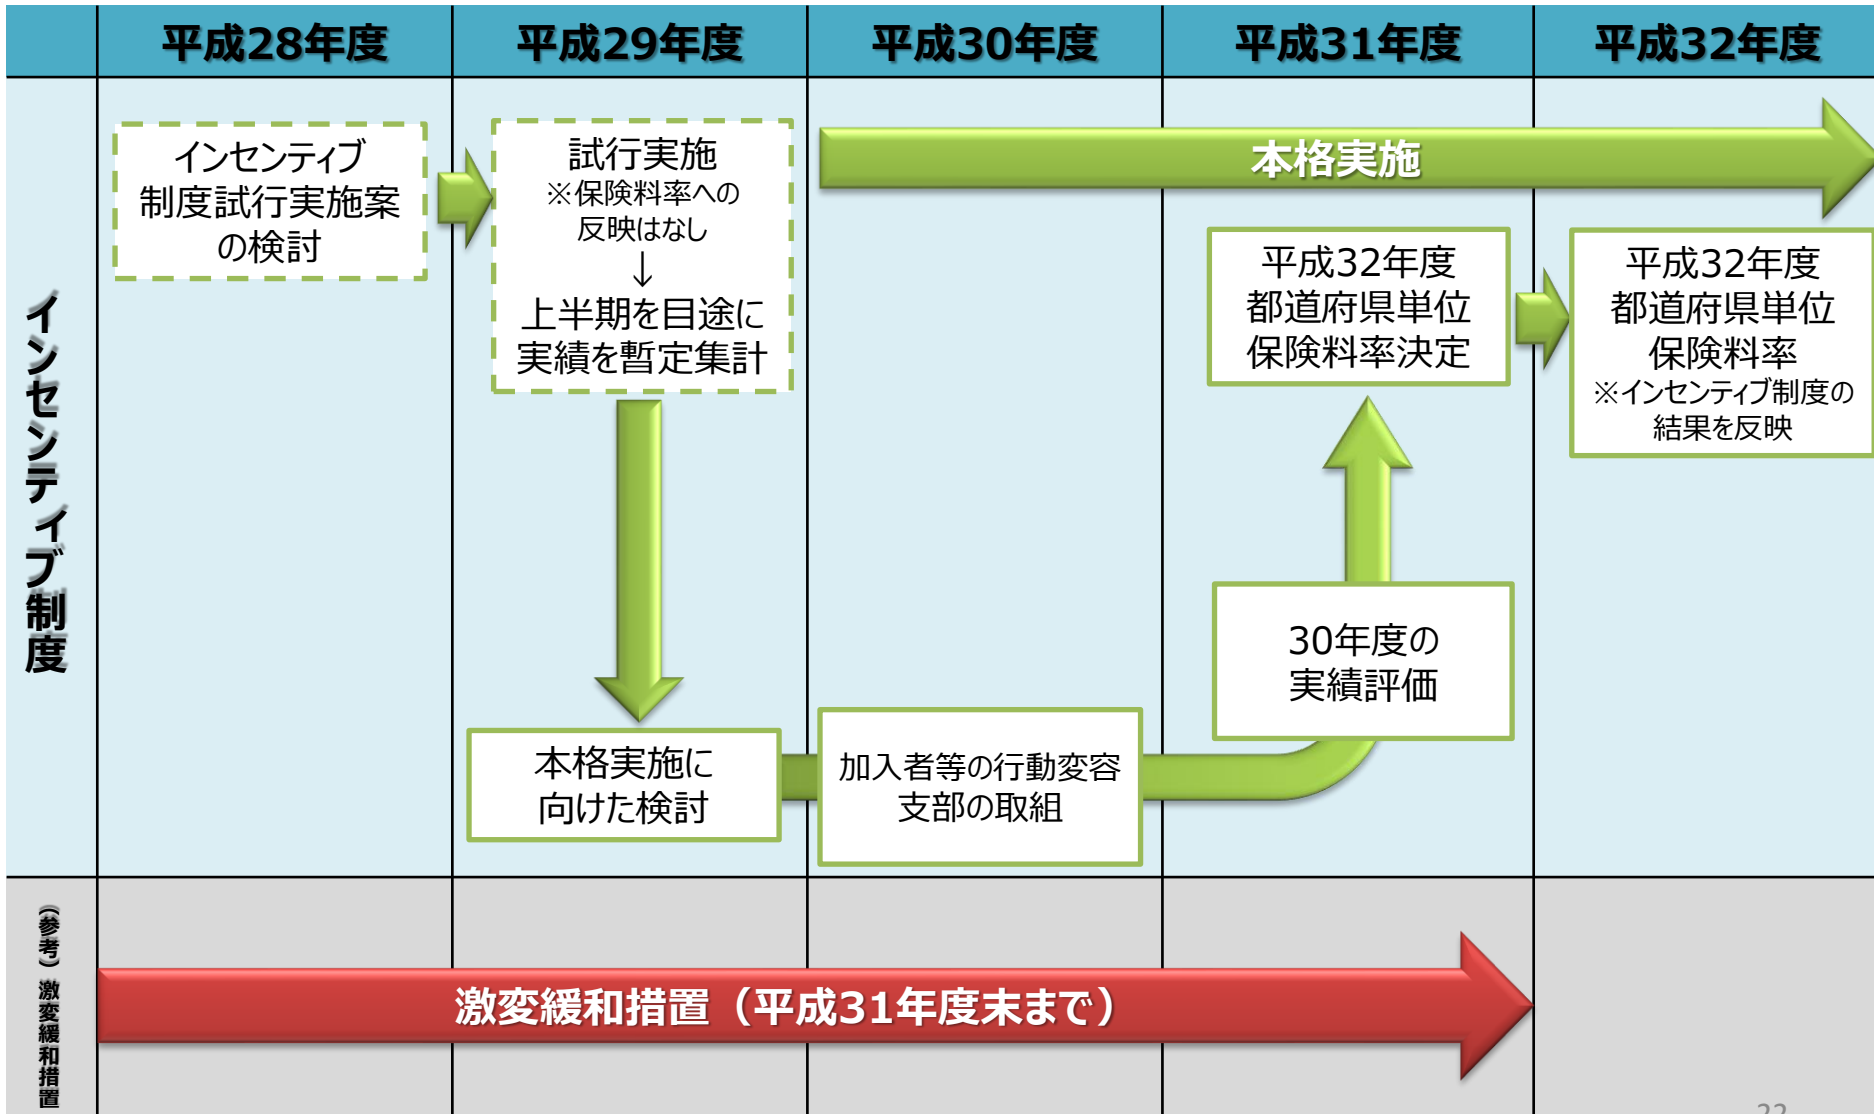 平成28年度
平成29年度
平成30年度
平成31年度
平成32年度
インセンティブ制度
インセンティブ
制度試行実施案
の検討
試行実施
※保険料率への
反映はなし
↓
上半期を目途に
実績を暫定集計
本格実施に
向けた検討
本格実施
加入者等の行動変容
支部の取組
平成32年度
都道府県単位
保険料率決定
30年度の
実績評価
平成32年度
都道府県単位
保険料率
※インセンティブ制度の
結果を反映
(参考)激変緩和措置
激変緩和措置（平成31年度末まで）
22